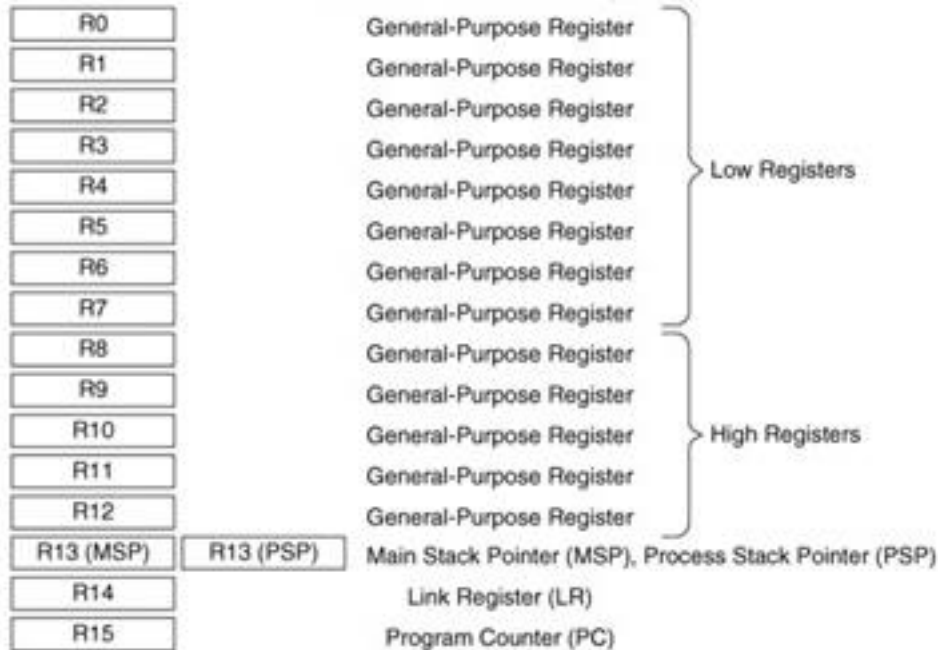 R0 General-Purpose Register
R1 General-Purpose Register
R2 General-Purpose Register
R3 General-Purpose Register
Low Registers
R4 General-Purpose Register
R5 General-Purpose Register
R6 General-Purpose Register
R7 General-Purpose Register
R8 General-Purpose Register
R9 General-Purpose Register
R10 General-Purpose Register
High Registers
R11 General-Purpose Register
R12 General-Purpose Register
R13 (MSP) R13 (PSP) Main Stack Pointer (MSP), Process Stack Pointer (PSP)
R14 Link Register (LR)
R15 Program Counter (PC)